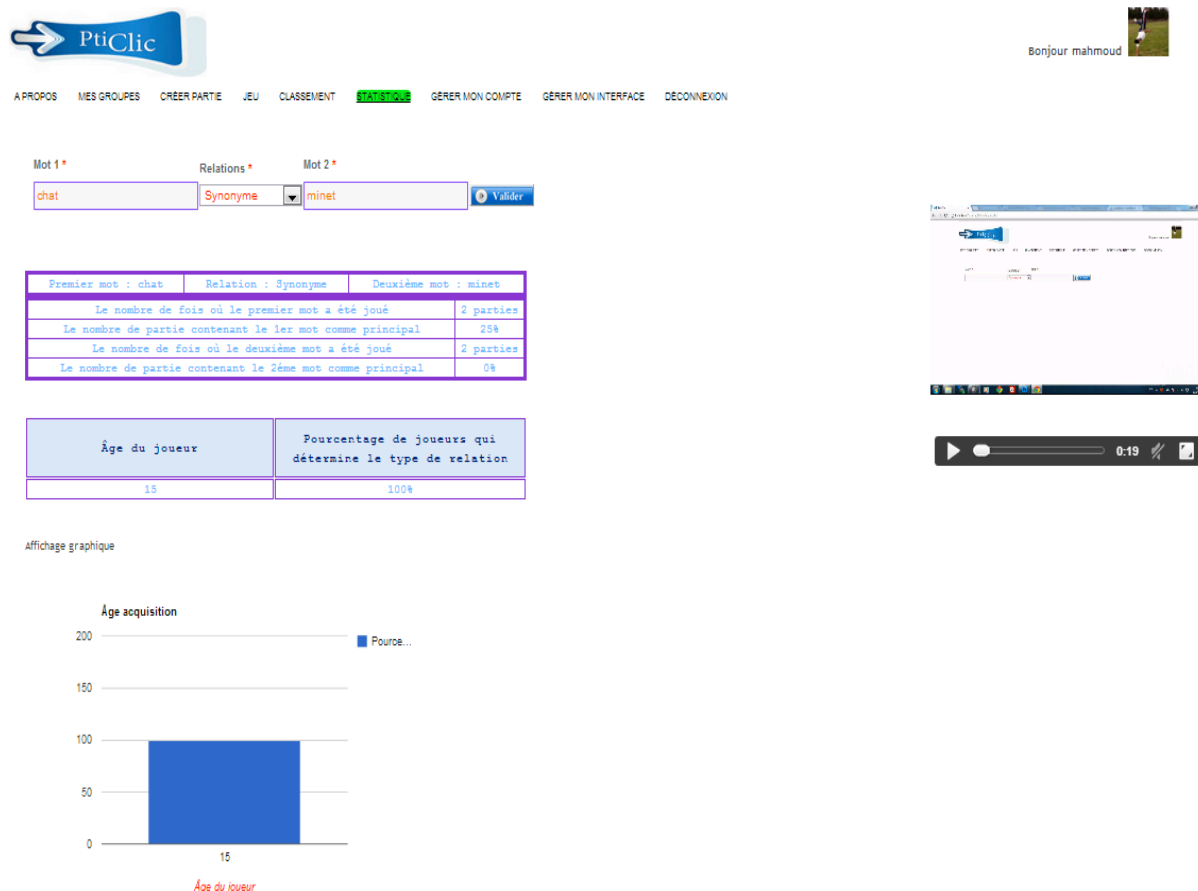 PtiClic
Bonjour mahmoud
A PROPOS MES GROUPES CRÉER PARTIE JEU CLASSEMENT STATISTIQUE GÉRER MON COMPTE GÉRER MON INTERFACE DÉCONNEXION
Mot 1 * Relations * Mot 2 *
chat Synonyme minet Valider
Premier mot : chat Relation : Synonyme Deuxième mot : minet
Le nombre de fois où le premier mot a été joué 2 parties
Le nombre de partie contenant le 1er mot comme principal 25%
Le nombre de fois où le deuxième mot a été joué 2 parties
Le nombre de partie contenant le 2éme mot comme principal 0%
Âge du joueur Pourcentage de joueurs qui
détermine le type de relation
15 100%
0:19
Affichage graphique
Âge acquisition
200
Pource...
150
100
50
0
15
Âge du joueur